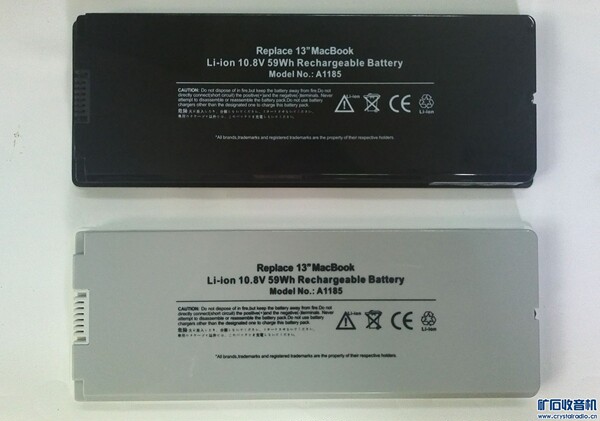 Replace 13"MacBook
Li-ion 10.8V 59Wh Rechargeable Battery
Model No.: A1185
CAUTION: Do not dispose of in fire,but keep the battery away from fire.Do not
directly connect(short circuit) the positive(+)and the negative(-)terminals. Never
attempt to disassemble or reassemble the battery pack.Do not use
batteries other than the designated one to charge this battery pack.
Li-ion
CE
Li-ion
*All brands,trademarks and registered trademarks are the property of their respective owners.
Replace 13"MacBook
Li-ion 10.8V 59Wh Rechargeable Battery
Model No.: A1185
CAUTION: Do not dispose of in fire,but keep the battery away from fire.Do not
directly connect(short circuit) the positive(+)and the negative(-)terminals. Never
attempt to disassemble or reassemble the battery pack.Do not use
batteries other than the designated one to charge this battery pack.
Li-ion
CE
Li-ion
*All brands,trademarks and registered trademarks are the property of their respective owners.
矿石收音机
www.crystalradio.cn